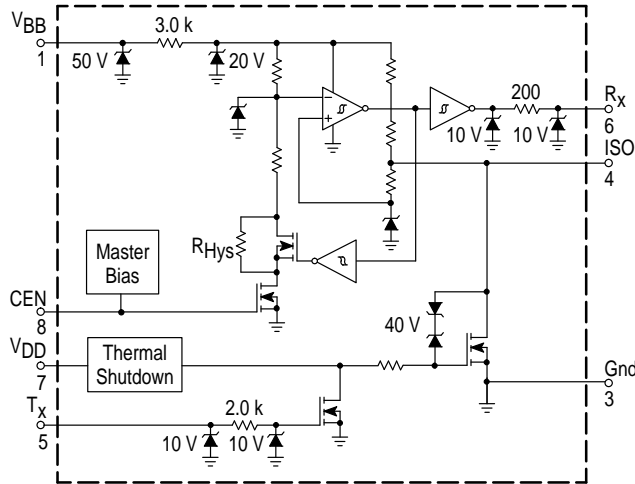 VBB
1
3.0 k
50 V
20 V
200
10 V
10 V
Rx
6
ISO
4
RHys
Master
Bias
CEN
8
40 V
VDD
7
Thermal
Shutdown
Gnd
3
Tx
5
2.0 k
10 V
10 V
−
+